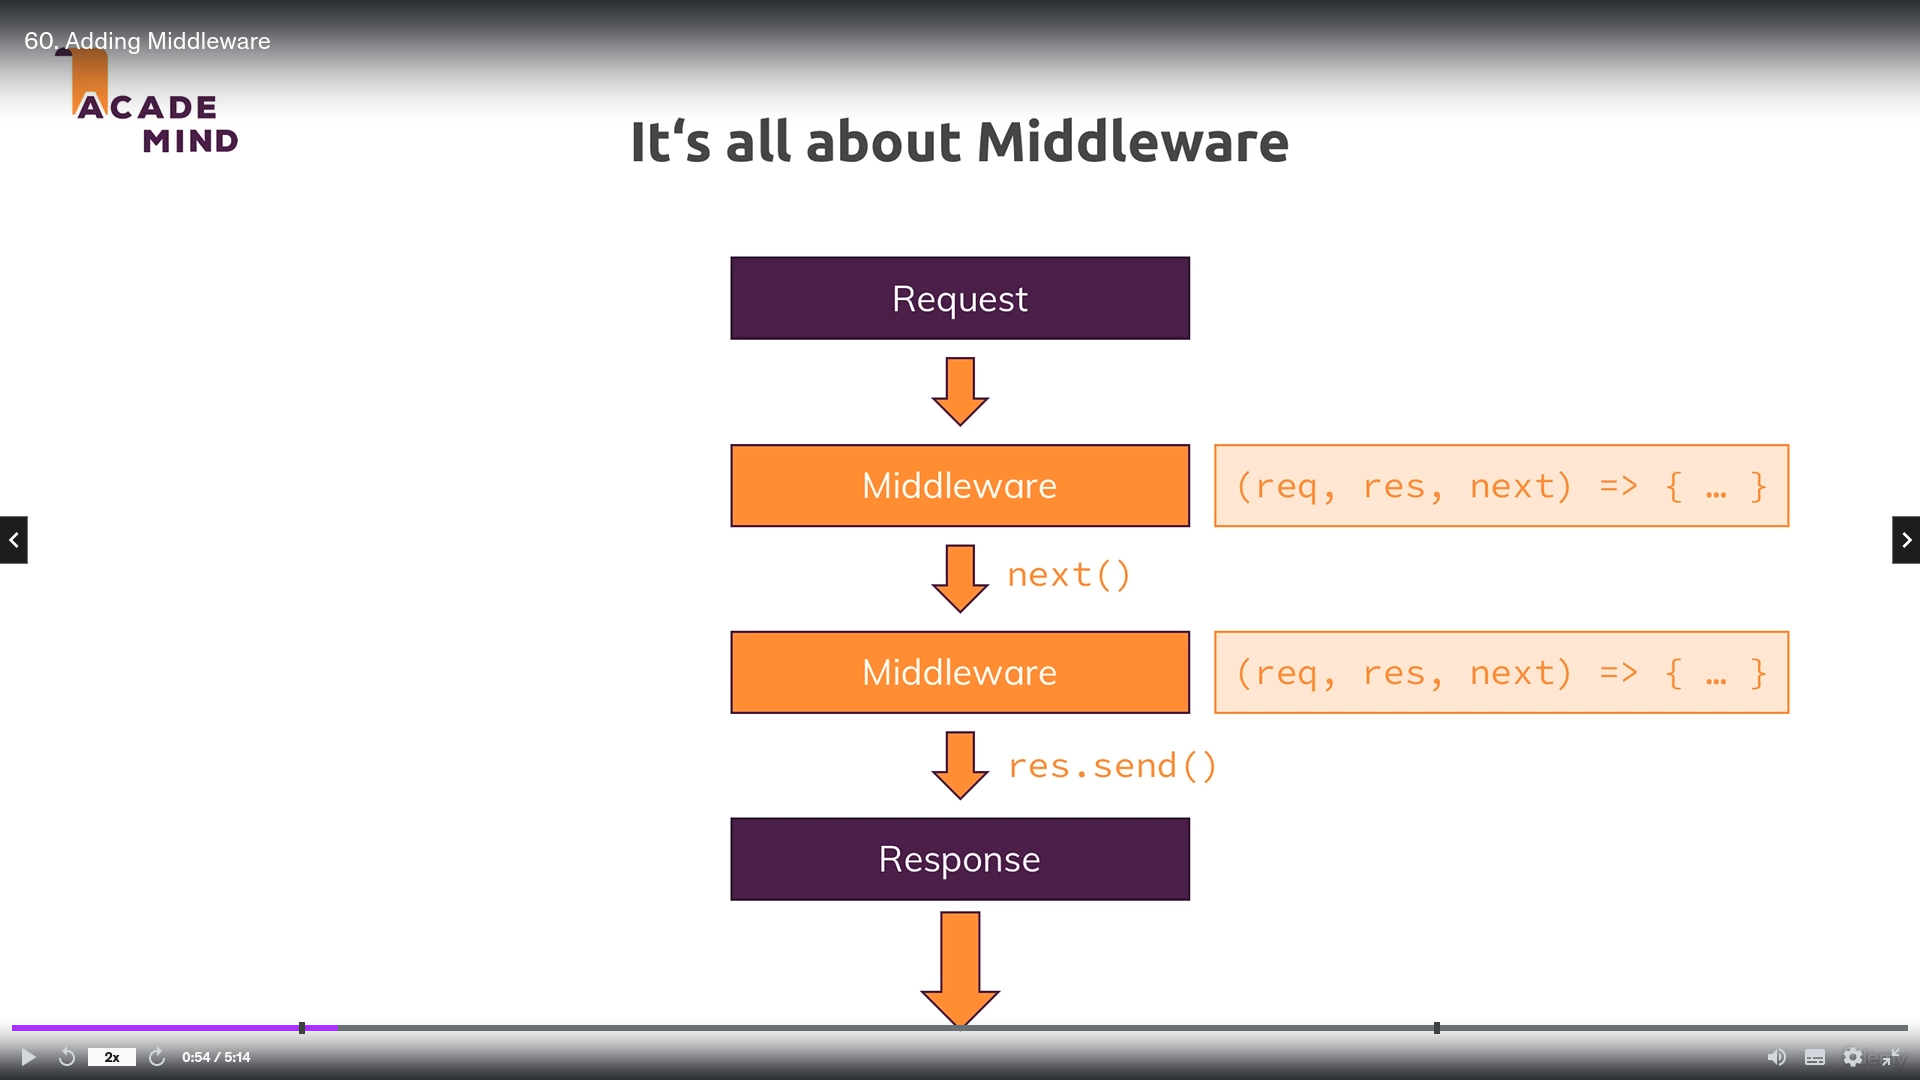 60. Adding Middleware
ACADE
MIND
It‘s all about Middleware
Request
Middleware
(req, res, next) => { … }
next()
Middleware
(req, res, next) => { … }
res.send()
Response
2x
0:54 / 5:14